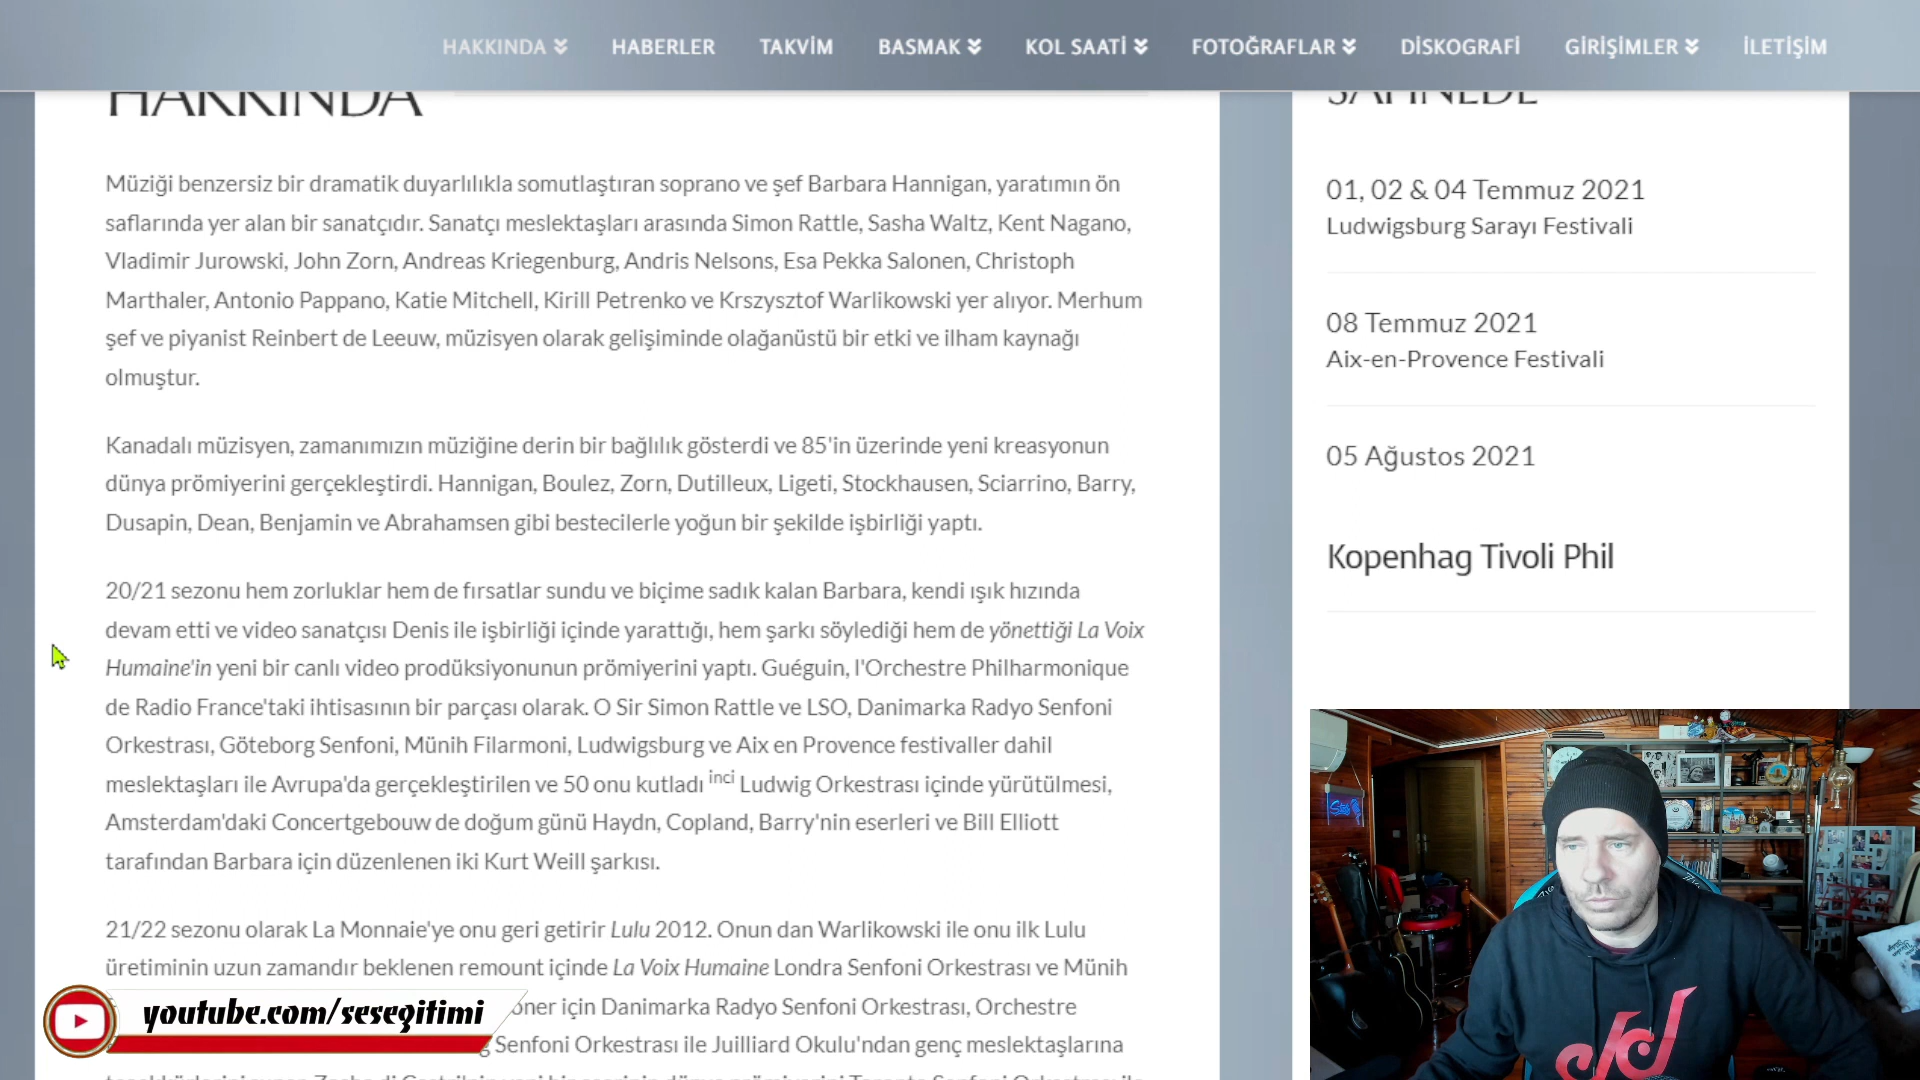 HAKKINDA HABERLER TAKVİM BASMAK KOL SAATİ FOTOĞRAFLAR DİSKOGRAFİ GİRİŞİMLER İLETİŞİM
HAKKINDA
Müziği benzersiz bir dramatik duyarlılıkla somutlaştıran soprano ve şef Barbara Hannigan, yaratımın ön
saflarında yer alan bir sanatçıdır. Sanatçı meslektaşları arasında Simon Rattle, Sasha Waltz, Kent Nagano,
Vladimir Jurowski, John Zorn, Andreas Kriegenburg, Andris Nelsons, Esa Pekka Salonen, Christoph
Marthaler, Antonio Pappano, Katie Mitchell, Kirill Petrenko ve Krszysztof Warlikowski yer alıyor. Merhum
şef ve piyanist Reinbert de Leeuw, müzisyen olarak gelişiminde olağanüstü bir etki ve ilham kaynağı
olmuştur.
Kanadalı müzisyen, zamanımızın müziğine derin bir bağlılık gösterdi ve 85'in üzerinde yeni kreasyonun
dünya prömiyerini gerçekleştirdi. Hannigan, Boulez, Zorn, Dutilleux, Ligeti, Stockhausen, Sciarrino, Barry,
Dusapin, Dean, Benjamin ve Abrahamsen gibi bestecilerle yoğun bir şekilde işbirliği yaptı.
20/21 sezonu hem zorluklar hem de fırsatlar sundu ve biçime sadık kalan Barbara, kendi ışık hızında
devam etti ve video sanatçısı Denis ile işbirliği içinde yarattığı, hem şarkı söylediği hem de yönettiği La Voix
Humaine'in yeni bir canlı video prodüksiyonunun prömiyerini yaptı. Guéguin, l'Orchestre Philharmonique
de Radio France'taki ihtisasının bir parçası olarak. O Sir Simon Rattle ve LSO, Danimarka Radyo Senfoni
Orkestrası, Göteborg Senfoni, Münih Filarmoni, Ludwigsburg ve Aix en Provence festivaller dahil
meslektaşları ile Avrupa'da gerçekleştirilen ve 50 onu kutladı inci Ludwig Orkestrası içinde yürütülmesi,
Amsterdam'daki Concertgebouw de doğum günü Haydn, Copland, Barry'nin eserleri ve Bill Elliott
tarafından Barbara için düzenlenen iki Kurt Weill şarkısı.
21/22 sezonu olarak La Monnaie'ye onu geri getirir Lulu 2012. Onun dan Warlikowski ile onu ilk Lulu
üretiminin uzun zamandır beklenen remount içinde La Voix Humaine Londra Senfoni Orkestrası ve Münih
öner için Danimarka Radyo Senfoni Orkestrası, Orchestre
g Senfoni Orkestrası ile Juilliard Okulu'ndan genç meslektaşlarına
SAHNEDE
01, 02 & 04 Temmuz 2021
Ludwigsburg Sarayı Festivali
08 Temmuz 2021
Aix-en-Provence Festivali
05 Ağustos 2021
Kopenhag Tivoli Phil
youtube.com/sesegitimi